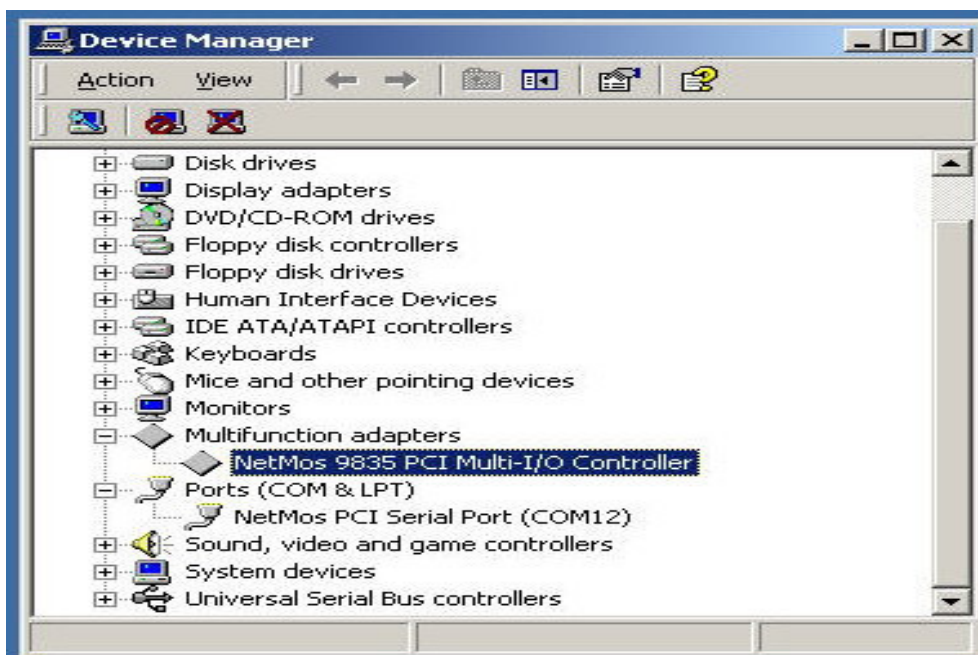 Device Manager
Action View
Disk drives
Display adapters
DVD/CD-ROM drives
Floppy disk controllers
Floppy disk drives
Human Interface Devices
IDE ATA/ATAPI controllers
Keyboards
Mice and other pointing devices
Monitors
Multifunction adapters
NetMos 9835 PCI Multi-I/O Controller
Ports (COM & LPT)
NetMos PCI Serial Port (COM12)
Sound, video and game controllers
System devices
Universal Serial Bus controllers